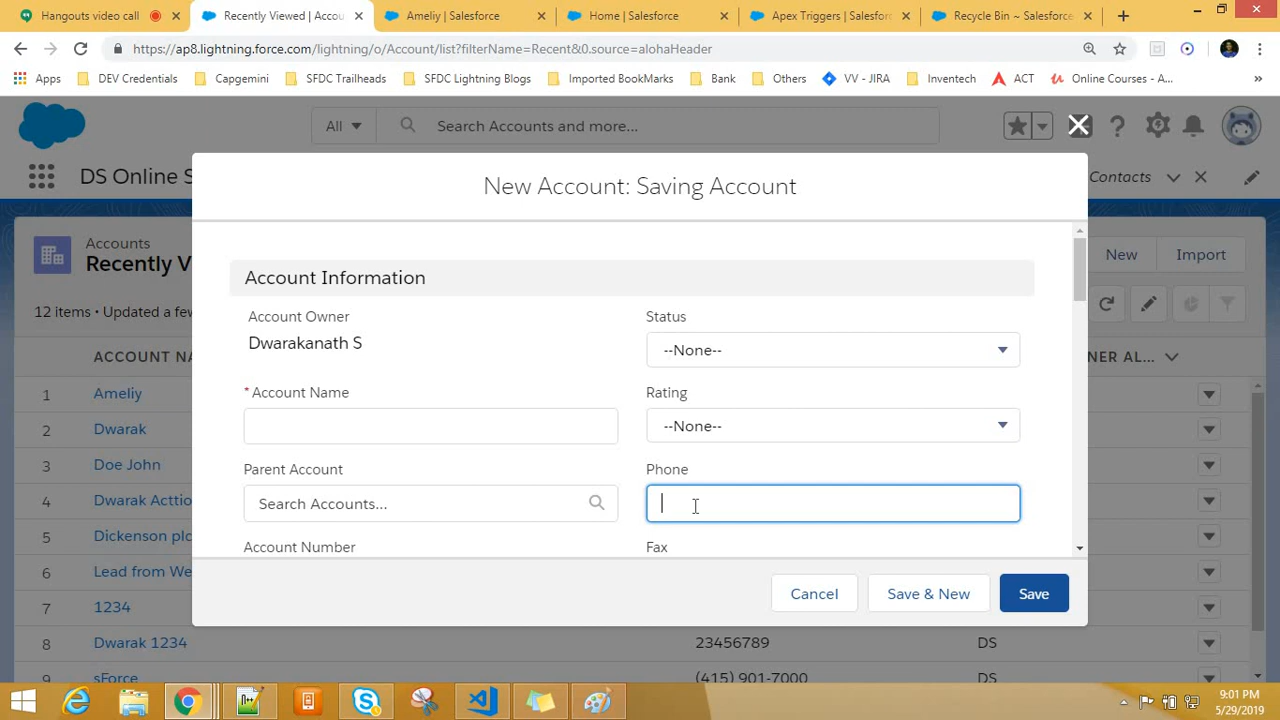 Hangouts video call
Recently Viewed | Accou
Ameliy | Salesforce
Home | Salesforce
Apex Triggers | Salesfor
Recycle Bin ~ Salesforce
https://ap8.lightning.force.com/lightning/o/Account/list?filterName=Recent&0.source=alohaHeader
Apps
DEV Credentials
Capgemini
SFDC Trailheads
SFDC Lightning Blogs
Imported BookMarks
Bank
Others
VV - JIRA
Inventech
ACT
Online Courses - A...
All
Search Accounts and more...
DS Online S
Contacts
New Account: Saving Account
Accounts
Recently Vi
New
Import
12 items • Updated a few
ACCOUNT NA
NER AL...
Account Information
Account Owner
Dwarakanath S
Status
--None--
* Account Name
Rating
--None--
Parent Account
Search Accounts...
Phone
Account Number
Fax
Cancel
Save & New
Save
1 Ameliy
2 Dwarak
3 Doe John
4 Dwarak Acttio
5 Dickenson plc
6 Lead from We
7 1234
8 Dwarak 1234 23456789 DS
9 sForce (415) 901-7000 DS
9:01 PM
5/29/2019